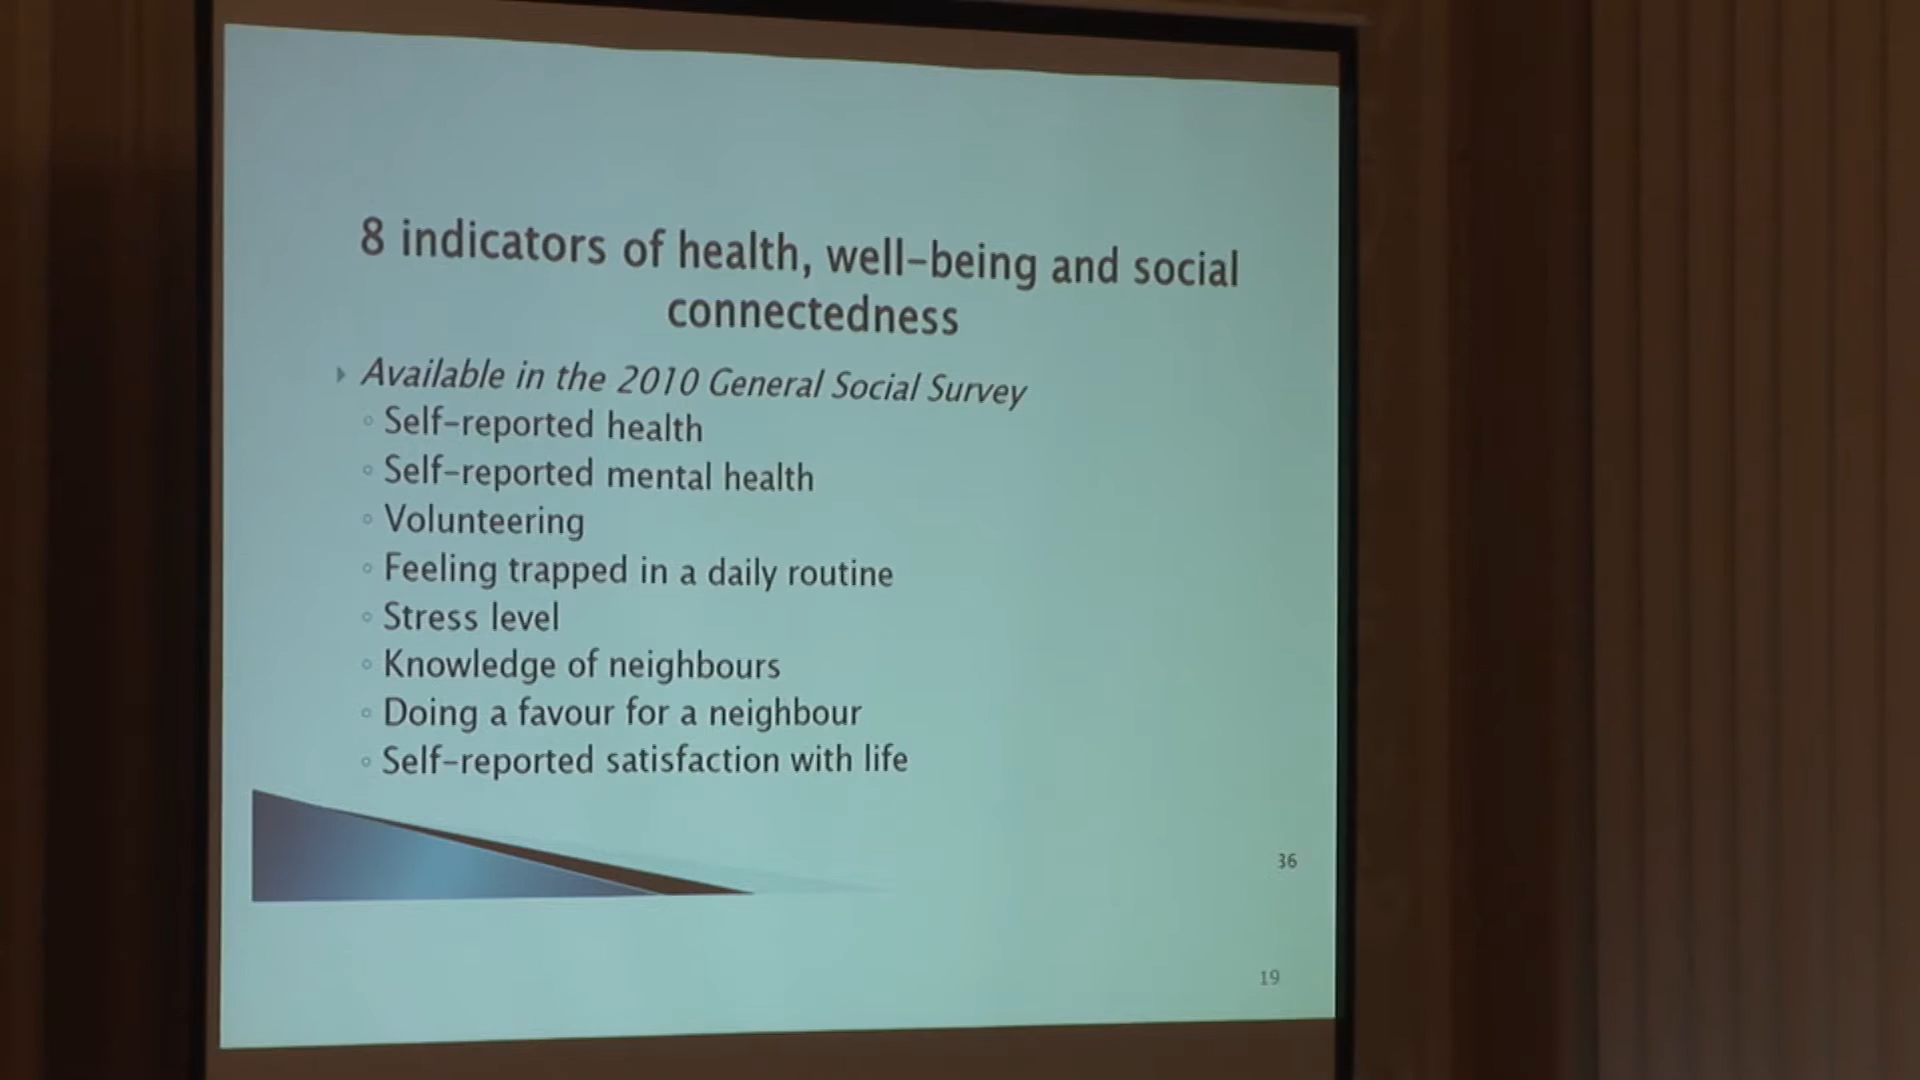 8 indicators of health, well-being and social
connectedness
Available in the 2010 General Social Survey
Self-reported health
Self-reported mental health
Volunteering
Feeling trapped in a daily routine
Stress level
Knowledge of neighbours
Doing a favour for a neighbour
Self-reported satisfaction with life
36
19